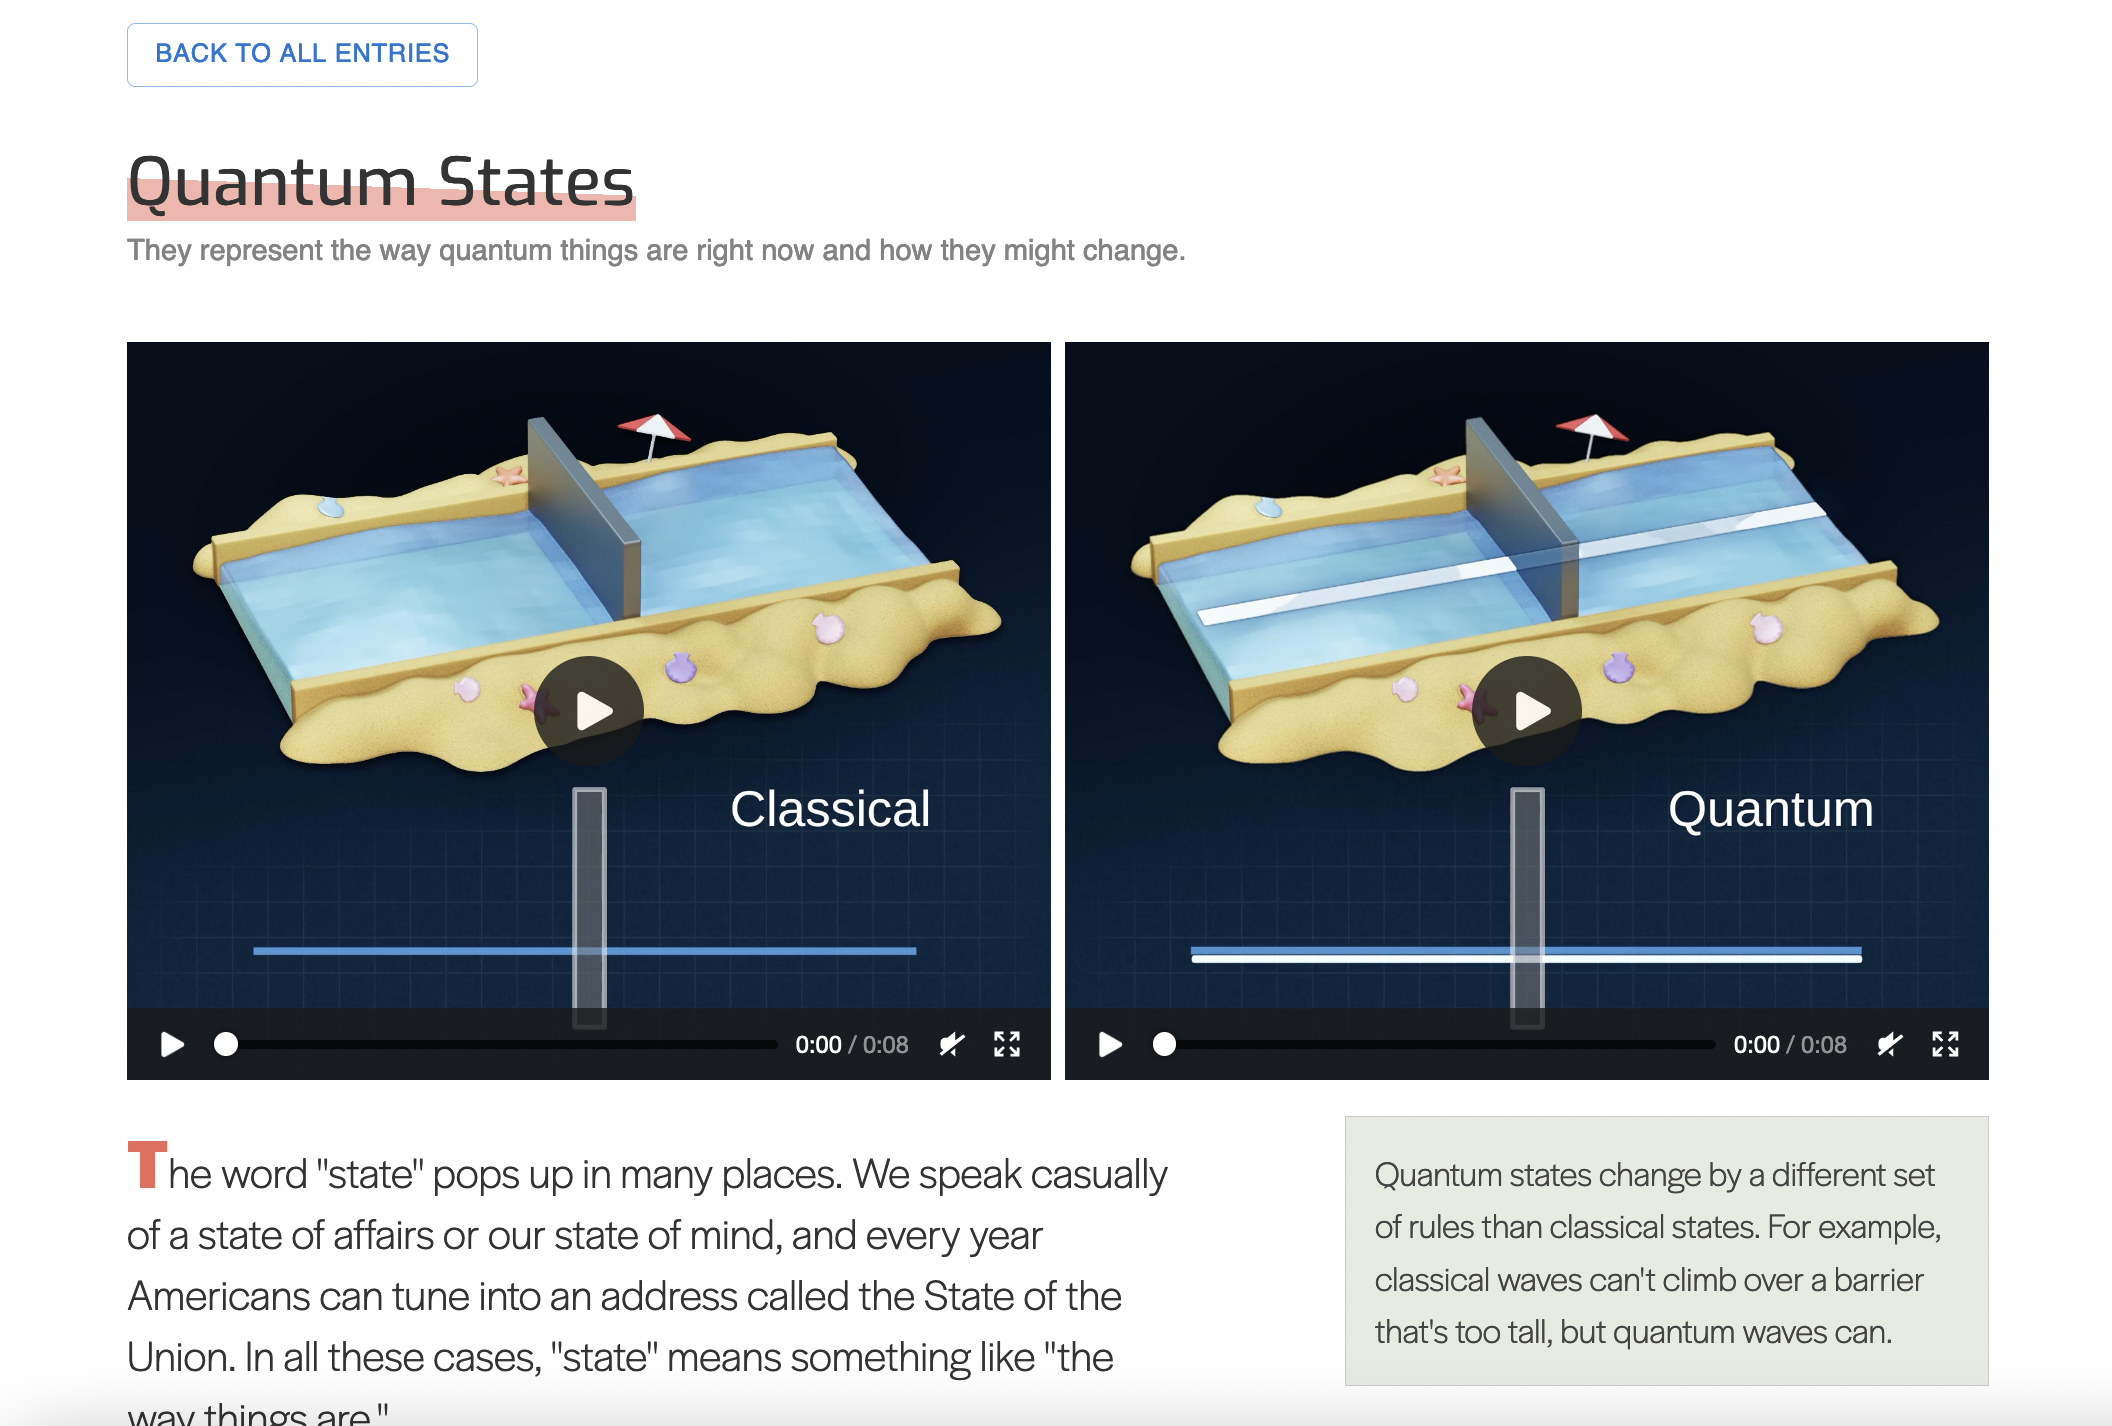 BACK TO ALL ENTRIES
Quantum States
They represent the way quantum things are right now and how they might change.
Classical
0:00 / 0:08
Quantum
0:00 / 0:08
The word "state" pops up in many places. We speak casually
of a state of affairs or our state of mind, and every year
Americans can tune into an address called the State of the
Union. In all these cases, "state" means something like "the
way things are."
Quantum states change by a different set
of rules than classical states. For example,
classical waves can't climb over a barrier
that's too tall, but quantum waves can.